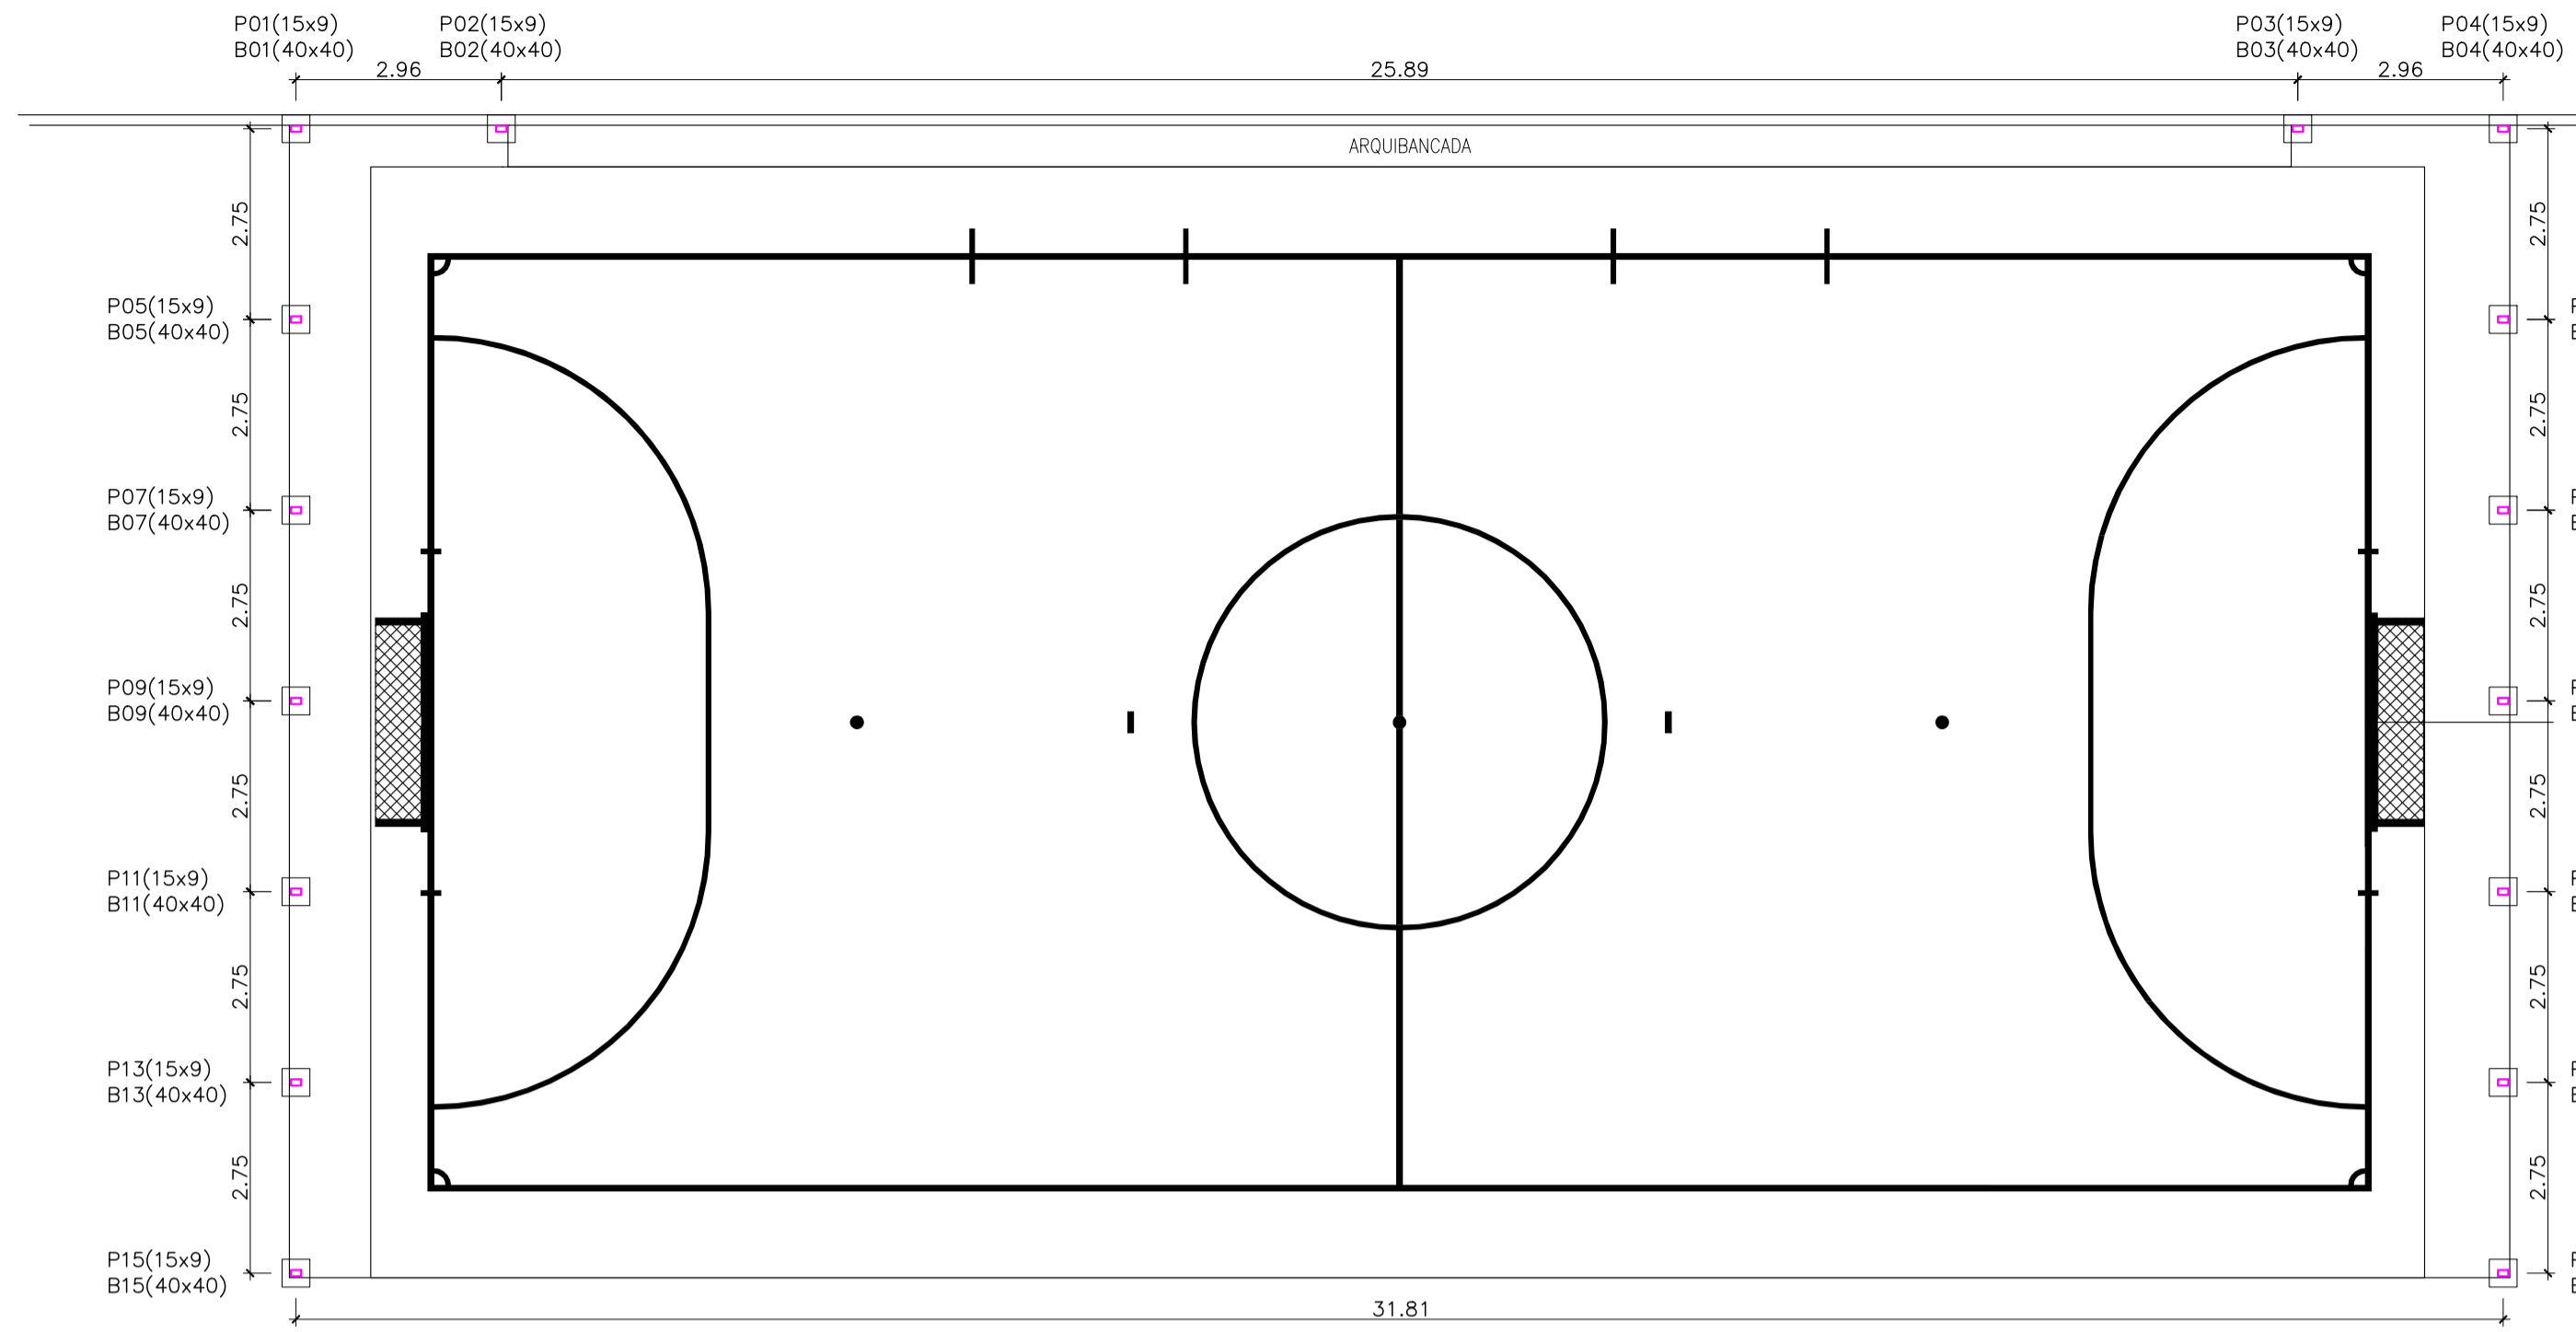 P01(15x9)
B01(40x40)
P02(15x9)
B02(40x40)
P03(15x9)
B03(40x40)
P04(15x9)
B04(40x40)
2.96
25.89
2.96
ARQUIBANCADA
2.75
2.75
P05(15x9)
B05(40x40)
2.75
2.75
P07(15x9)
B07(40x40)
2.75
2.75
P09(15x9)
B09(40x40)
2.75
2.75
P11(15x9)
B11(40x40)
2.75
2.75
P13(15x9)
B13(40x40)
2.75
2.75
P15(15x9)
B15(40x40)
31.81